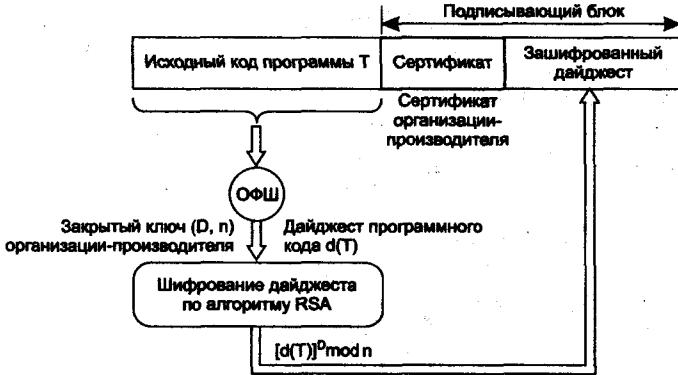 Подписывающий блок
Исходный код программы Т
Сертификат
Зашифрованный
дайджест
Сертификат
организации-
производителя
ОФШ
Закрытый ключ (D, n)
организации-производителя
Дайджест программного
кода d(T)
Шифрование дайджеста
по алгоритму RSA
[d(T)]ᴰmod n